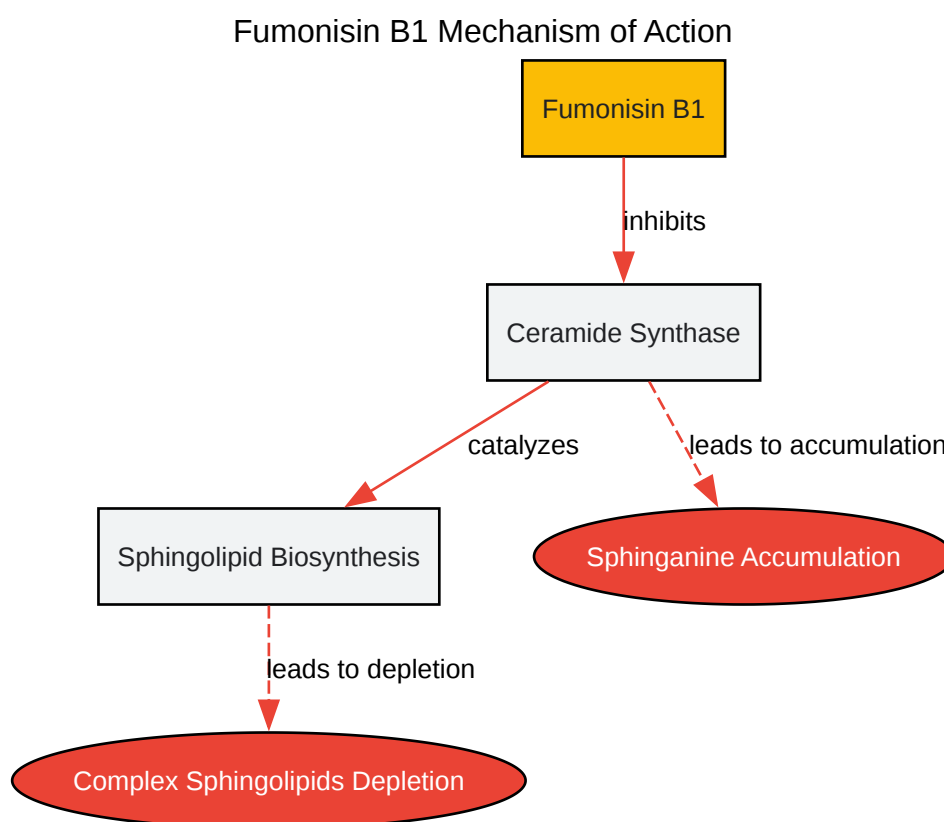 Fumonisin B1 Mechanism of Action
Fumonisin B1
inhibits
Ceramide Synthase
catalyzes
leads to accumulation
Sphingolipid Biosynthesis
Sphinganine Accumulation
leads to depletion
Complex Sphingolipids Depletion